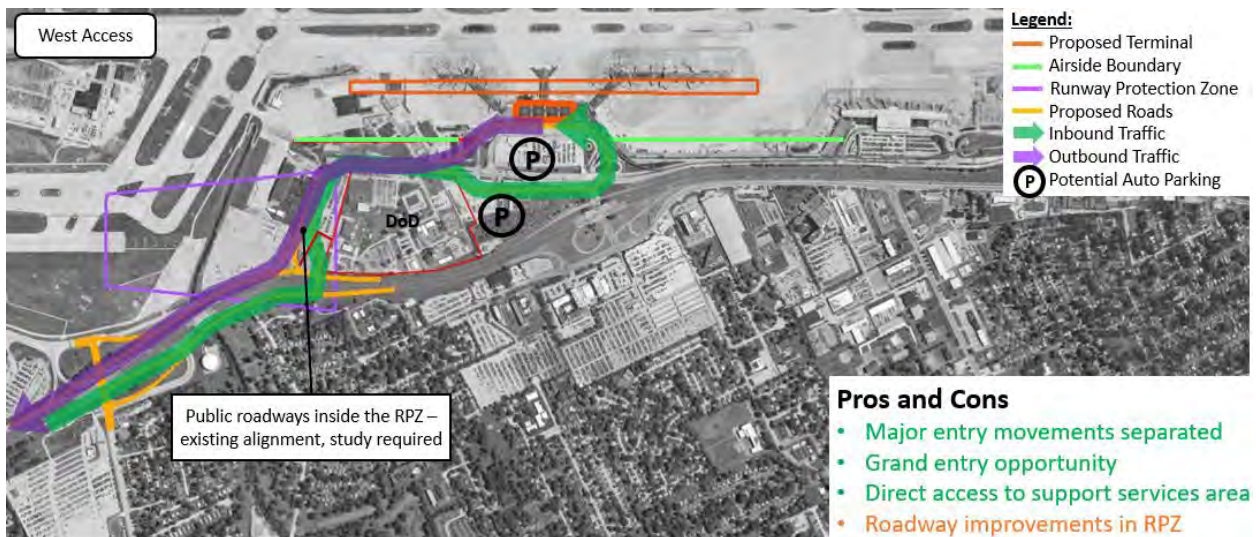 West Access
Legend:
Proposed Terminal
Airside Boundary
Runway Protection Zone
Proposed Roads
Inbound Traffic
Outbound Traffic
P Potential Auto Parking
P
P
DoD
Public roadways inside the RPZ –
existing alignment, study required
Pros and Cons
• Major entry movements separated
• Grand entry opportunity
• Direct access to support services area
• Roadway improvements in RPZ